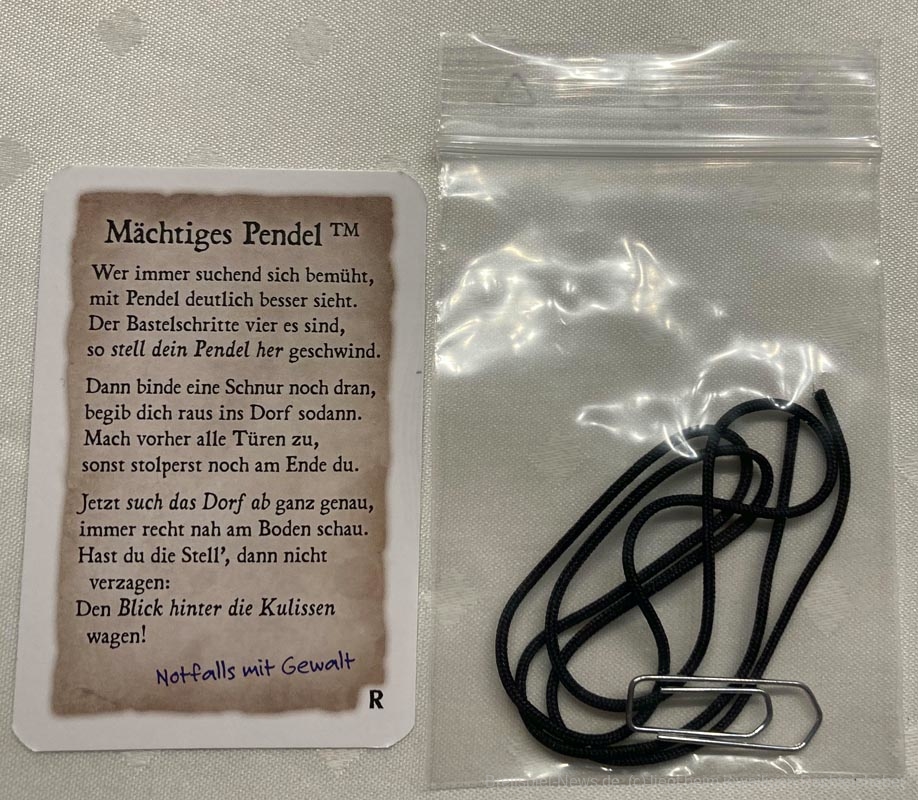 Mächtiges Pendel ™
Wer immer suchend sich bemüht,
mit Pendel deutlich besser sieht.
Der Bastelschritte vier es sind,
so stell dein Pendel her geschwind.
Dann binde eine Schnur noch dran,
begib dich raus ins Dorf sodann.
Mach vorher alle Türen zu,
sonst stolperst noch am Ende du.
Jetzt such das Dorf ab ganz genau,
immer recht nah am Boden schau.
Hast du die Stell’, dann nicht
verzagen:
Den Blick hinter die Kulissen
wagen!
Notfalls mit Gewalt
R